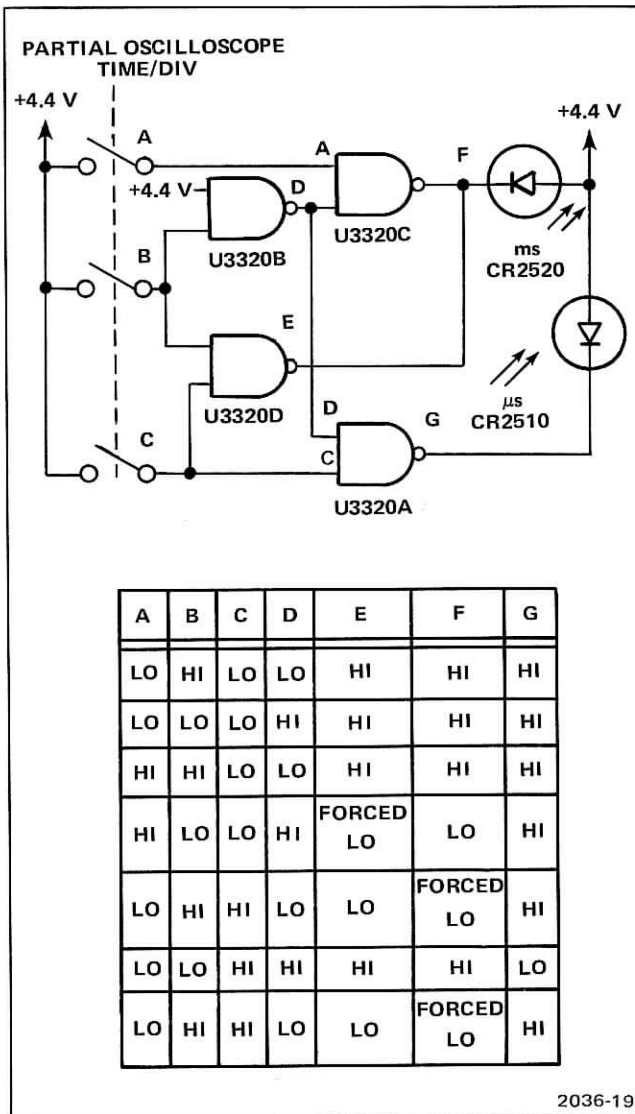 PARTIAL OSCILLOSCOPE
TIME/DIV
+4.4 V
+4.4 V
A
A
F
+4.4 V
D
U3320C
ms
CR2520
B
U3320B
E
U3320D
μs
CR2510
D
G
C
C
U3320A
A B C D E F G
LO HI LO LO HI HI HI
LO LO LO HI HI HI HI
HI HI LO LO HI HI HI
HI LO LO HI FORCED LO LO HI
LO HI HI LO LO FORCED LO HI
LO LO HI HI HI HI LO
LO HI HI LO LO FORCED LO HI
2036-19